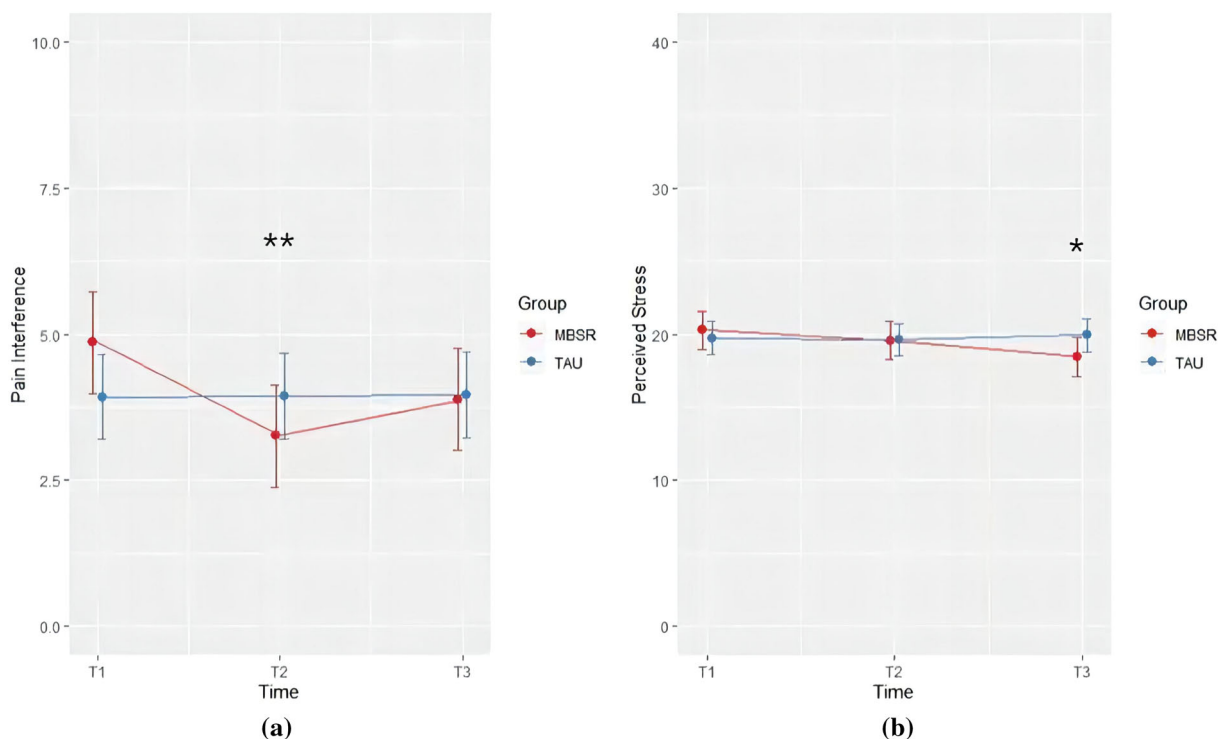 10.0
7.5
5.0
2.5
0.0
Pain Interference
**
T1 T2 T3
Time
Group
MBSR
TAU
(a)
40
30
20
10
0
Perceived Stress
*
T1 T2 T3
Time
Group
MBSR
TAU
(b)